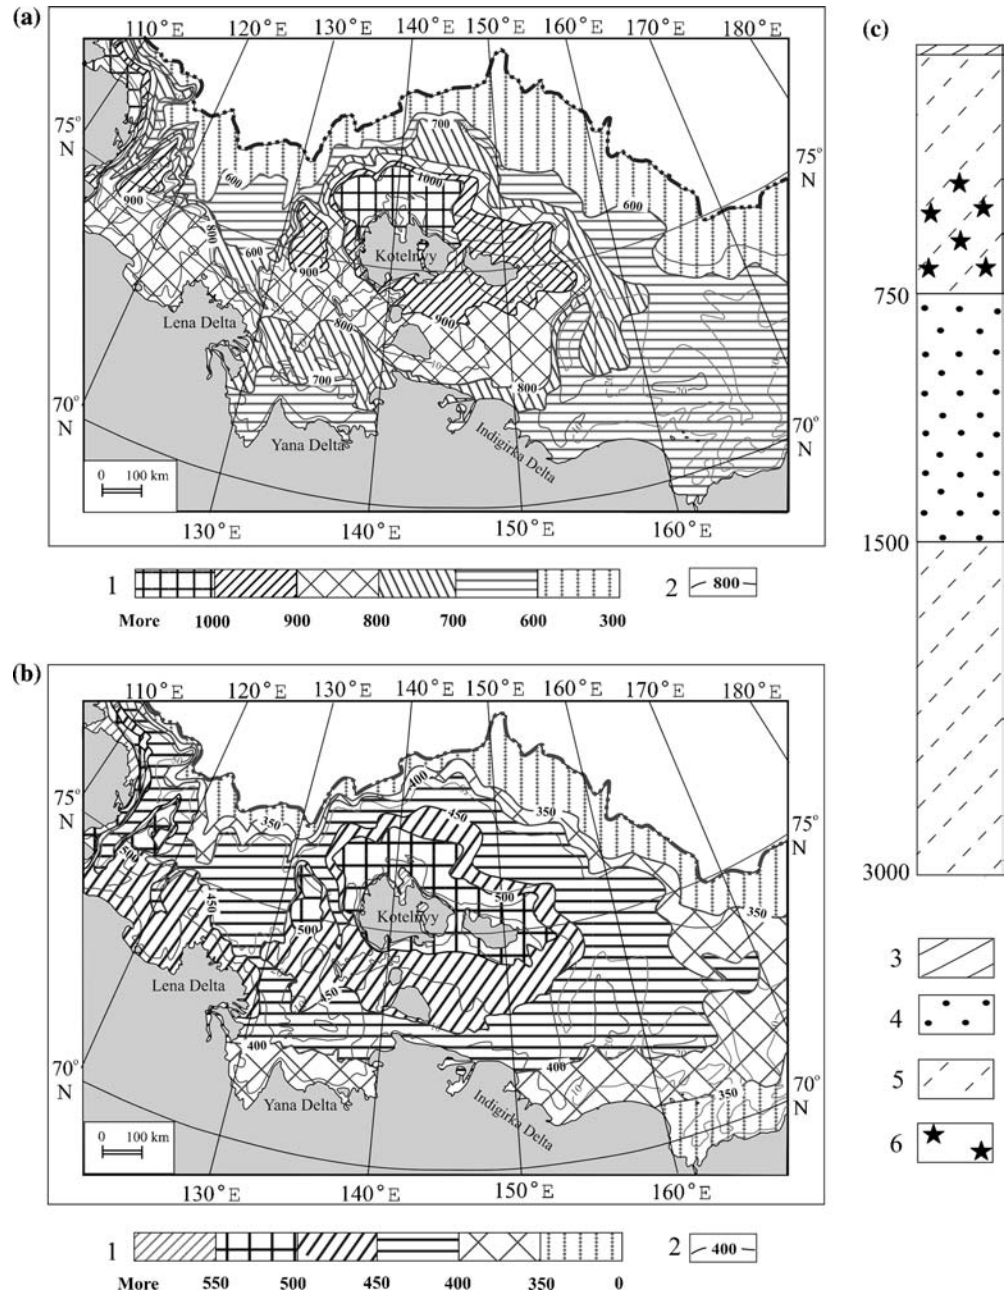 (a)
110°E 120°E 130°E 140°E 150°E 160°E 170°E 180°E
75°
N
75°
N
700
1000
600
600
900
800
600
Kotelnyy
900
900
Lena Delta
800
700
800
70°
N
70°
N
Yana Delta
Indigirka Delta
0 100 km
130°E 140°E 150°E 160°E
1 2 800
More 1000 900 800 700 600 300
(b)
110°E 120°E 130°E 140°E 150°E 160°E 170°E 180°E
75°
N
75°
N
400
450
350
350
500
450
500
Kotelnyy
350
500
450
Lena Delta
400
400
350
70°
N
70°
N
Yana Delta
Indigirka Delta
0 100 km
130°E 140°E 150°E 160°E
1 2 400
More 550 500 450 400 350 0
(c)
750
1500
3000
3
4
5
6